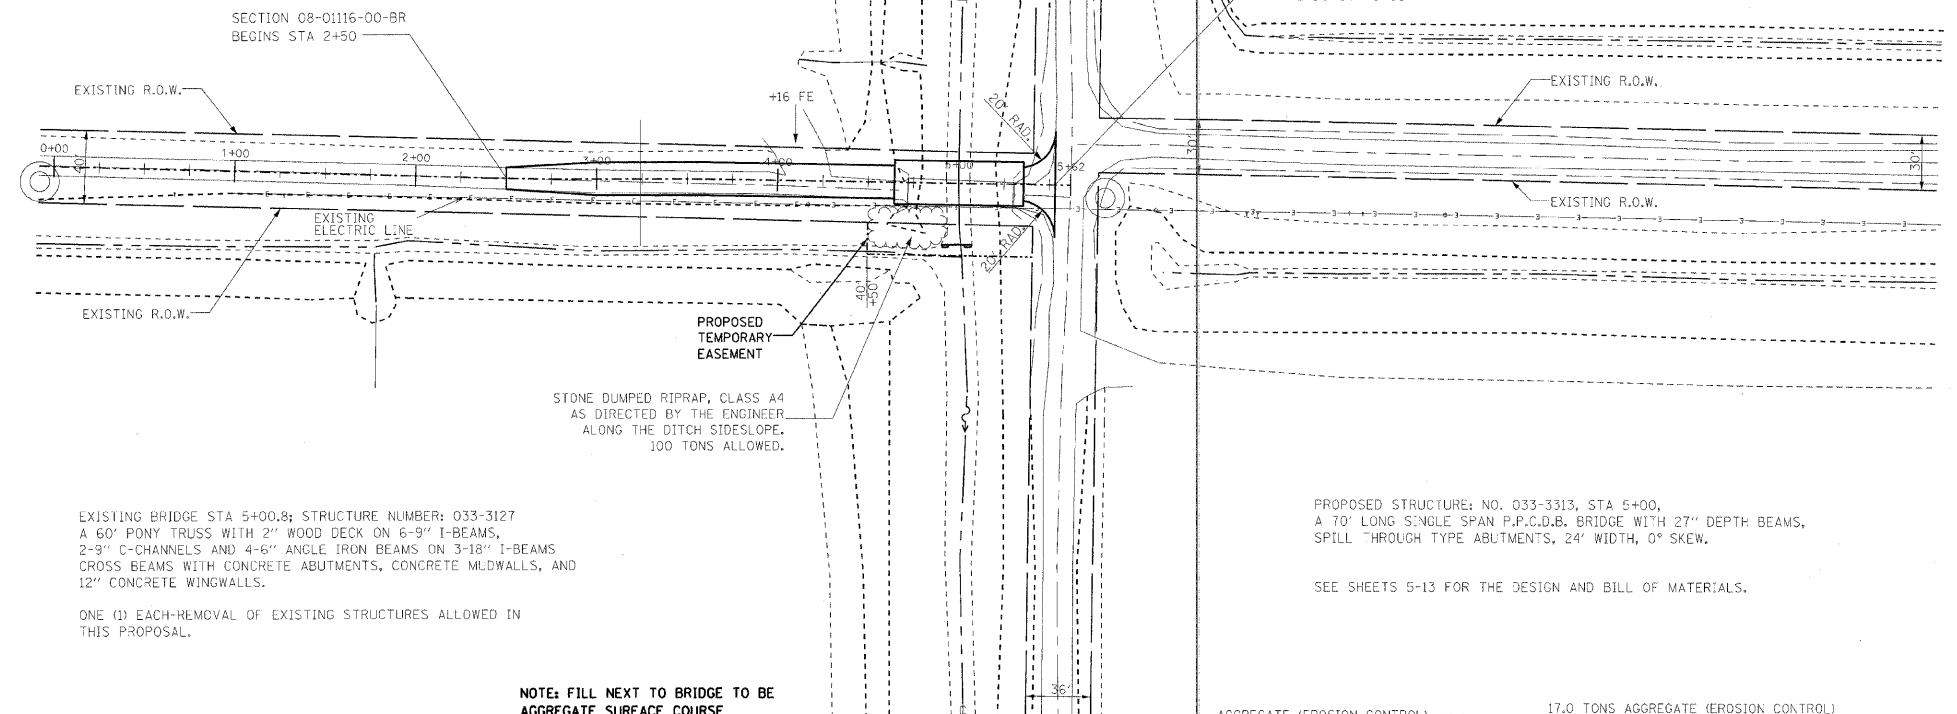 SECTION 08-01116-00-BR
BEGINS STA 2+50
EXISTING R.O.W.
+16 FE
20' RAD.
EXISTING R.O.W.
0+00
40'
1+00
2+00
3+00
4+00
5+00
5+62
30'
30'
EXISTING R.O.W.
EXISTING
ELECTRIC LINE
20' RAD.
EXISTING R.O.W.
40'
+50'
PROPOSED
TEMPORARY
EASEMENT
STONE DUMPED RIPRAP, CLASS A4
AS DIRECTED BY THE ENGINEER
ALONG THE DITCH SIDESLOPE.
100 TONS ALLOWED.
EXISTING BRIDGE STA 5+00.8; STRUCTURE NUMBER: 033-3127
A 60' PONY TRUSS WITH 2" WOOD DECK ON 6-9" I-BEAMS,
2-9" C-CHANNELS AND 4-6" ANGLE IRON BEAMS ON 3-18" I-BEAMS
CROSS BEAMS WITH CONCRETE ABUTMENTS, CONCRETE MUDWALLS, AND
12" CONCRETE WINGWALLS.
ONE (1) EACH-REMOVAL OF EXISTING STRUCTURES ALLOWED IN
THIS PROPOSAL.
PROPOSED STRUCTURE: NO. 033-3313, STA 5+00,
A 70' LONG SINGLE SPAN P.P.C.D.B. BRIDGE WITH 27" DEPTH BEAMS,
SPILL THROUGH TYPE ABUTMENTS, 24' WIDTH, 0° SKEW.
SEE SHEETS 5-13 FOR THE DESIGN AND BILL OF MATERIALS.
36'
NOTE: FILL NEXT TO BRIDGE TO BE
AGGREGATE SURFACE COURSE
AGGREGATE (EROSION CONTROL)
17.0 TONS AGGREGATE (EROSION CONTROL)